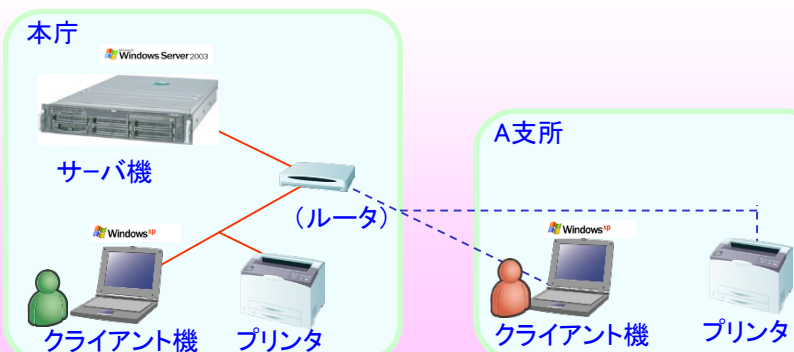 本庁
Microsoft
Windows Server 2003
サーバ機
（ルータ）
Windows xp
クライアント機
プリンタ
A支所
Windows xp
クライアント機
プリンタ